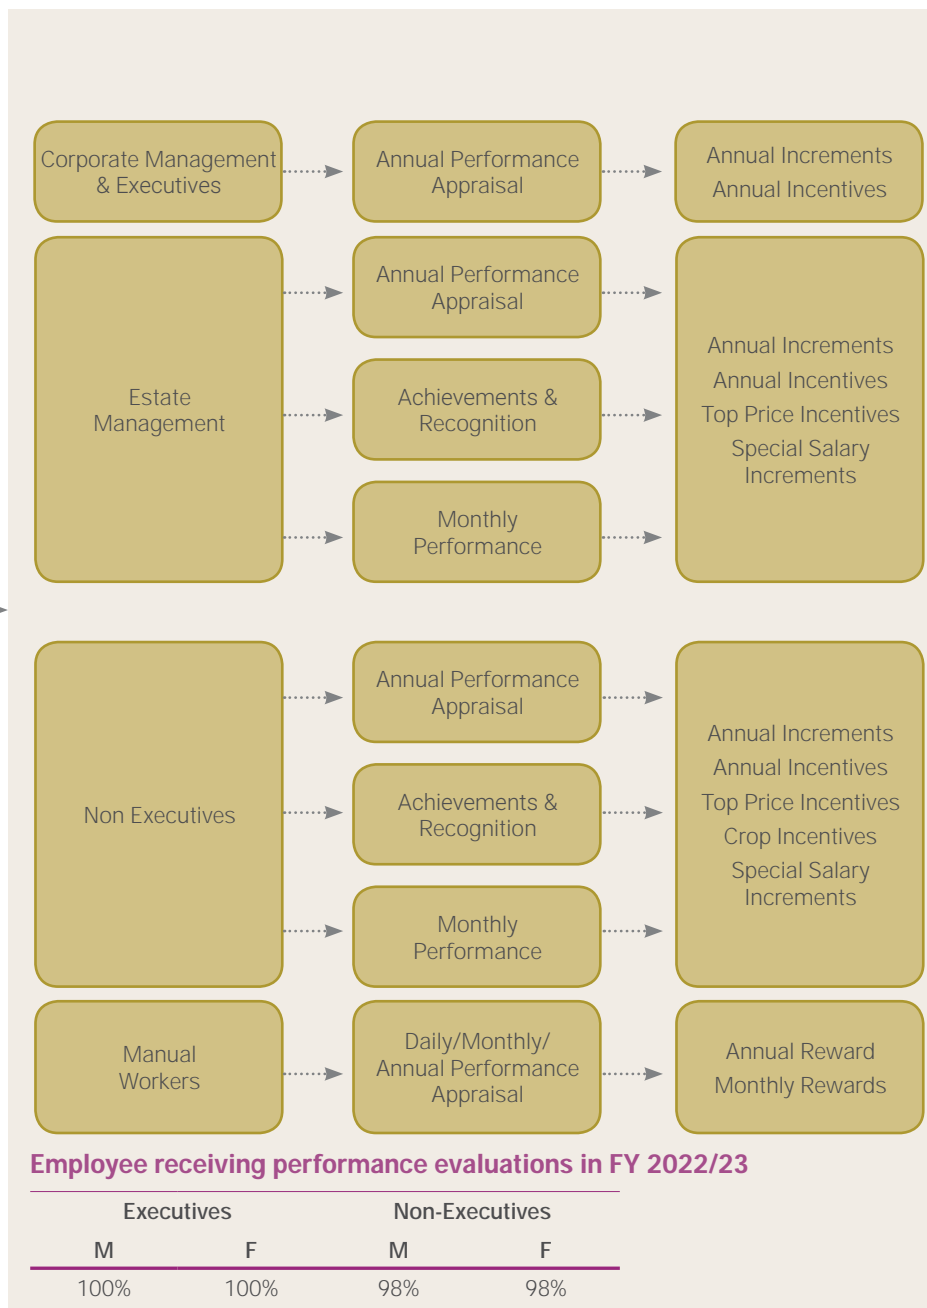 Corporate Management
& Executives
Annual Performance
Appraisal
Annual Increments
Annual Incentives
Estate
Management
Annual Performance
Appraisal
Achievements &
Recognition
Monthly
Performance
Annual Increments
Annual Incentives
Top Price Incentives
Special Salary
Increments
Non Executives
Annual Performance
Appraisal
Achievements &
Recognition
Monthly
Performance
Annual Increments
Annual Incentives
Top Price Incentives
Crop Incentives
Special Salary
Increments
Manual
Workers
Daily/Monthly/
Annual Performance
Appraisal
Annual Reward
Monthly Rewards
Employee receiving performance evaluations in FY 2022/23
Executives Non-Executives
M F M F
100% 100% 98% 98%